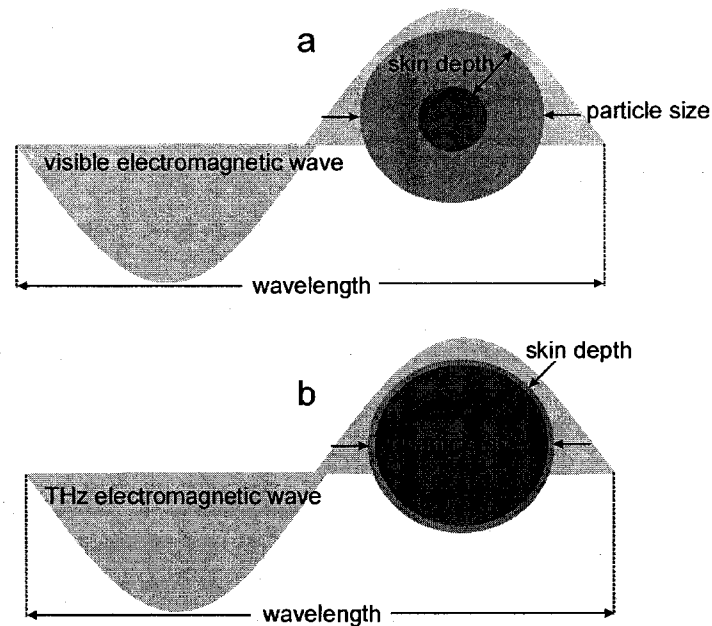 a
skin depth
particle size
visible electromagnetic wave
wavelength
skin depth
b
THz electromagnetic wave
wavelength